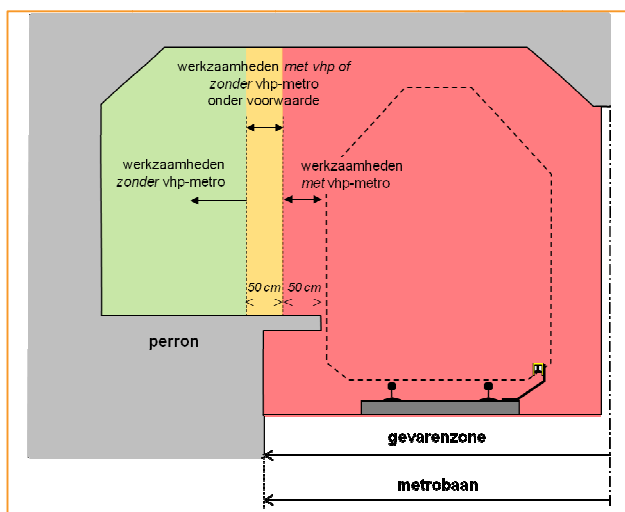 werkzaamheden met vhp of
zonder vhp-metro
onder voorwaarde
werkzaamheden
zonder vhp-metro
werkzaamheden
met vhp-metro
50 cm 50 cm
perron
gevarenzone
metrobaan